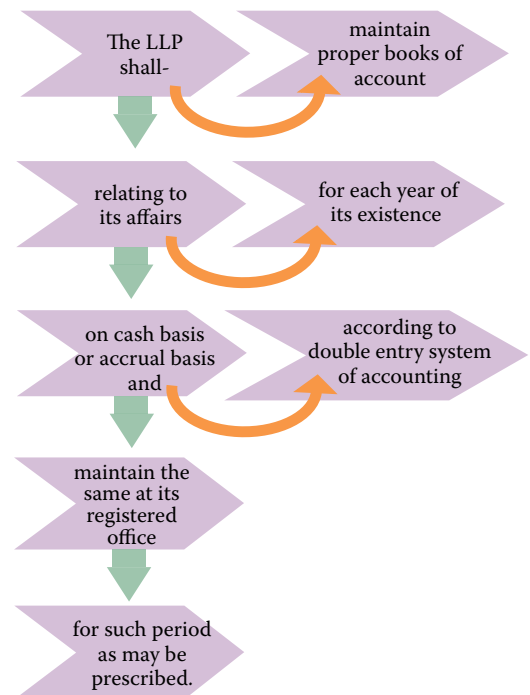 The LLP
shall-
maintain
proper books of
account
relating to
its affairs
for each year of
its existence
on cash basis
or accrual basis
and
according to
double entry system
of accounting
maintain the
same at its
registered
office
for such period
as may be
prescribed.